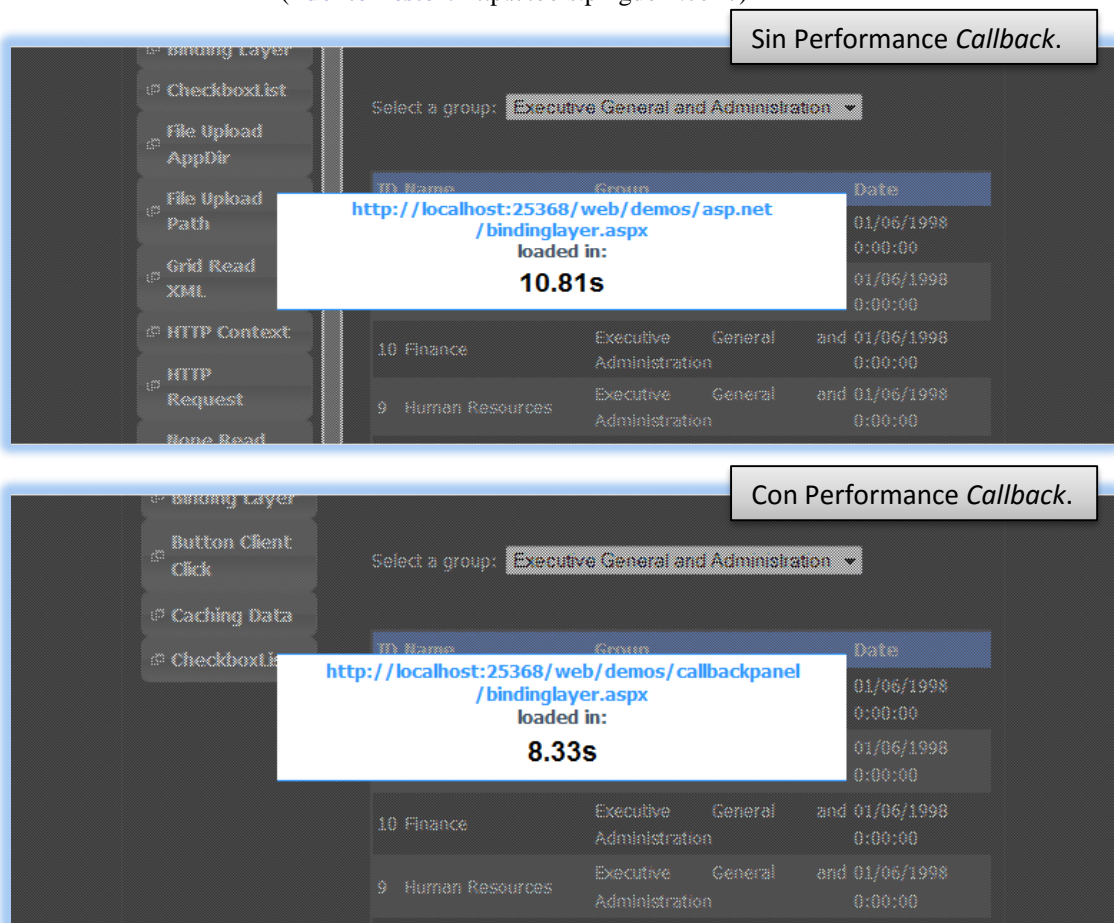 Sin Performance Callback.
Binding Layer
CheckboxList
File Upload
AppDir
File Upload
Path
Grid Read
XML
HTTP Context
HTTP
Request
None Read
Select a group: Executive General and Administration
ID Name Group Date
http://localhost:25368/web/demos/asp.net
/bindinglayer.aspx
loaded in:
10.81s
01/06/1998
0:00:00
01/06/1998
0:00:00
10 Finance Executive General and 01/06/1998
Administration 0:00:00
9 Human Resources Executive General and 01/06/1998
Administration 0:00:00
Con Performance Callback.
Binding Layer
Button Client
Click
Caching Data
Select a group: Executive General and Administration
ID Name Group Date
http://localhost:25368/web/demos/callbackpanel
/bindinglayer.aspx
loaded in:
8.33s
01/06/1998
0:00:00
01/06/1998
0:00:00
10 Finance Executive General and 01/06/1998
Administration 0:00:00
9 Human Resources Executive General and 01/06/1998
Administration 0:00:00